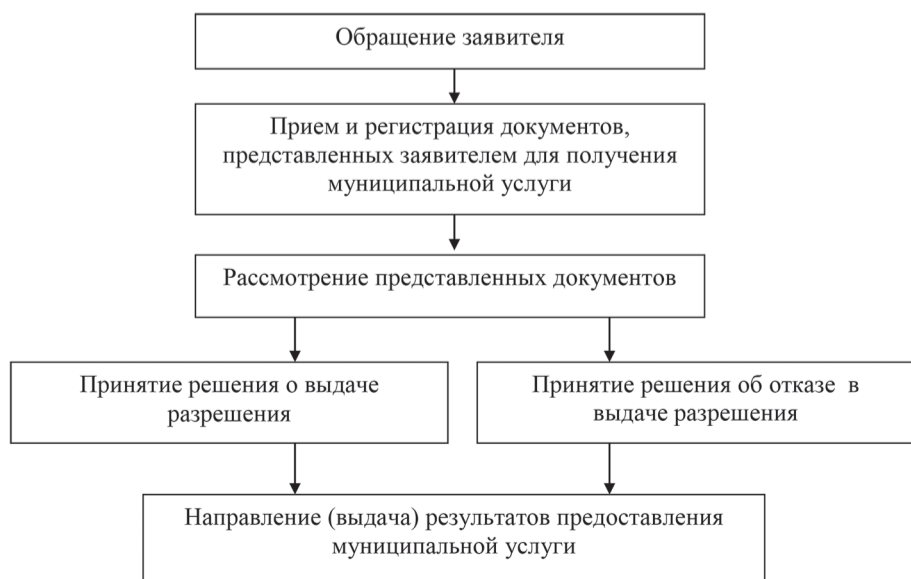 Обращение заявителя
Прием и регистрация документов,
представленных заявителем для получения
муниципальной услуги
Рассмотрение представленных документов
Принятие решения о выдаче
разрешения
Принятие решения об отказе  в
выдаче разрешения
Направление (выдача) результатов предоставления
муниципальной услуги